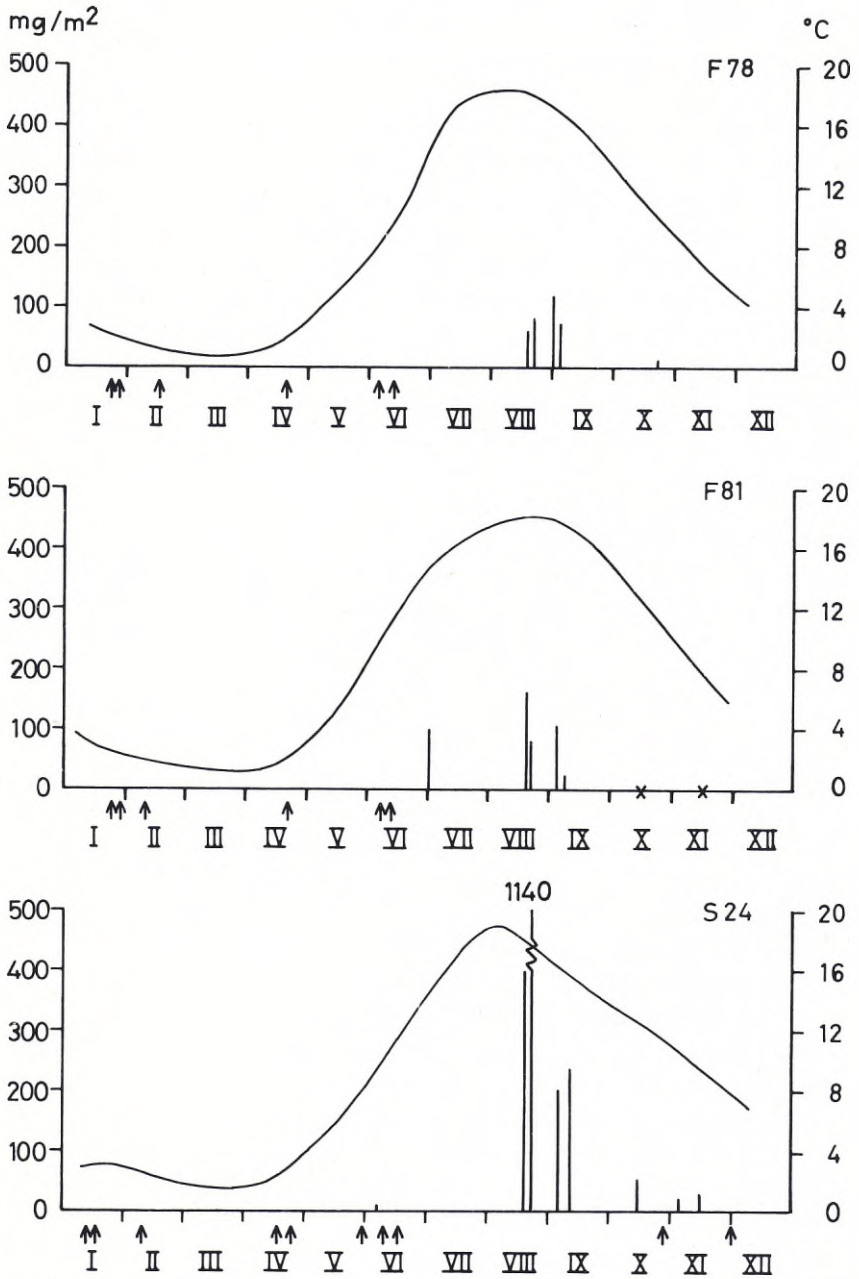 mg/m² °C
500 20 F78
400 16
300 12
200 8
100 4
0 0
I II III IV V VI VII VIII IX X XI XII
500 20 F81
400 16
300 12
200 8
100 4
0 0
I II III IV V VI VII VIII IX X XI XII
1140
500 20 S24
400 16
300 12
200 8
100 4
0 0
I II III IV V VI VII VIII IX X XI XII